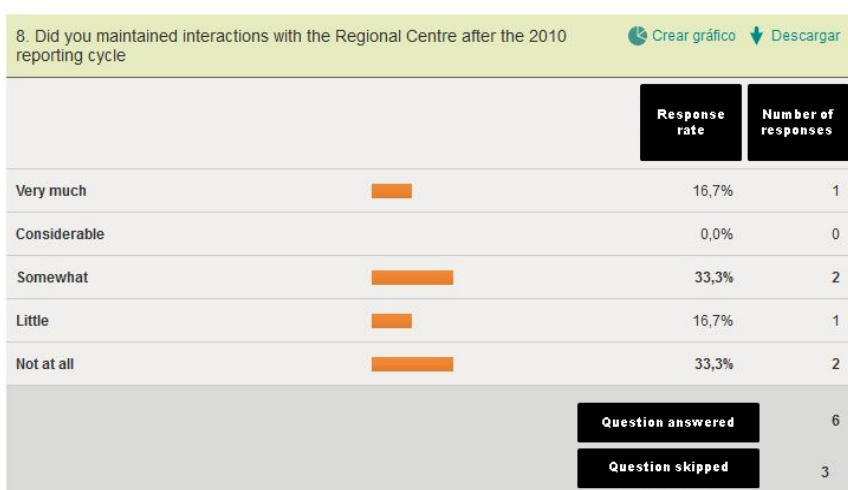 8. Did you maintained interactions with the Regional Centre after the 2010
reporting cycle
Crear gráfico Descargar
Response
rate
Number of
responses
Very much 16,7% 1
Considerable 0,0% 0
Somewhat 33,3% 2
Little 16,7% 1
Not at all 33,3% 2
Question answered 6
Question skipped 3